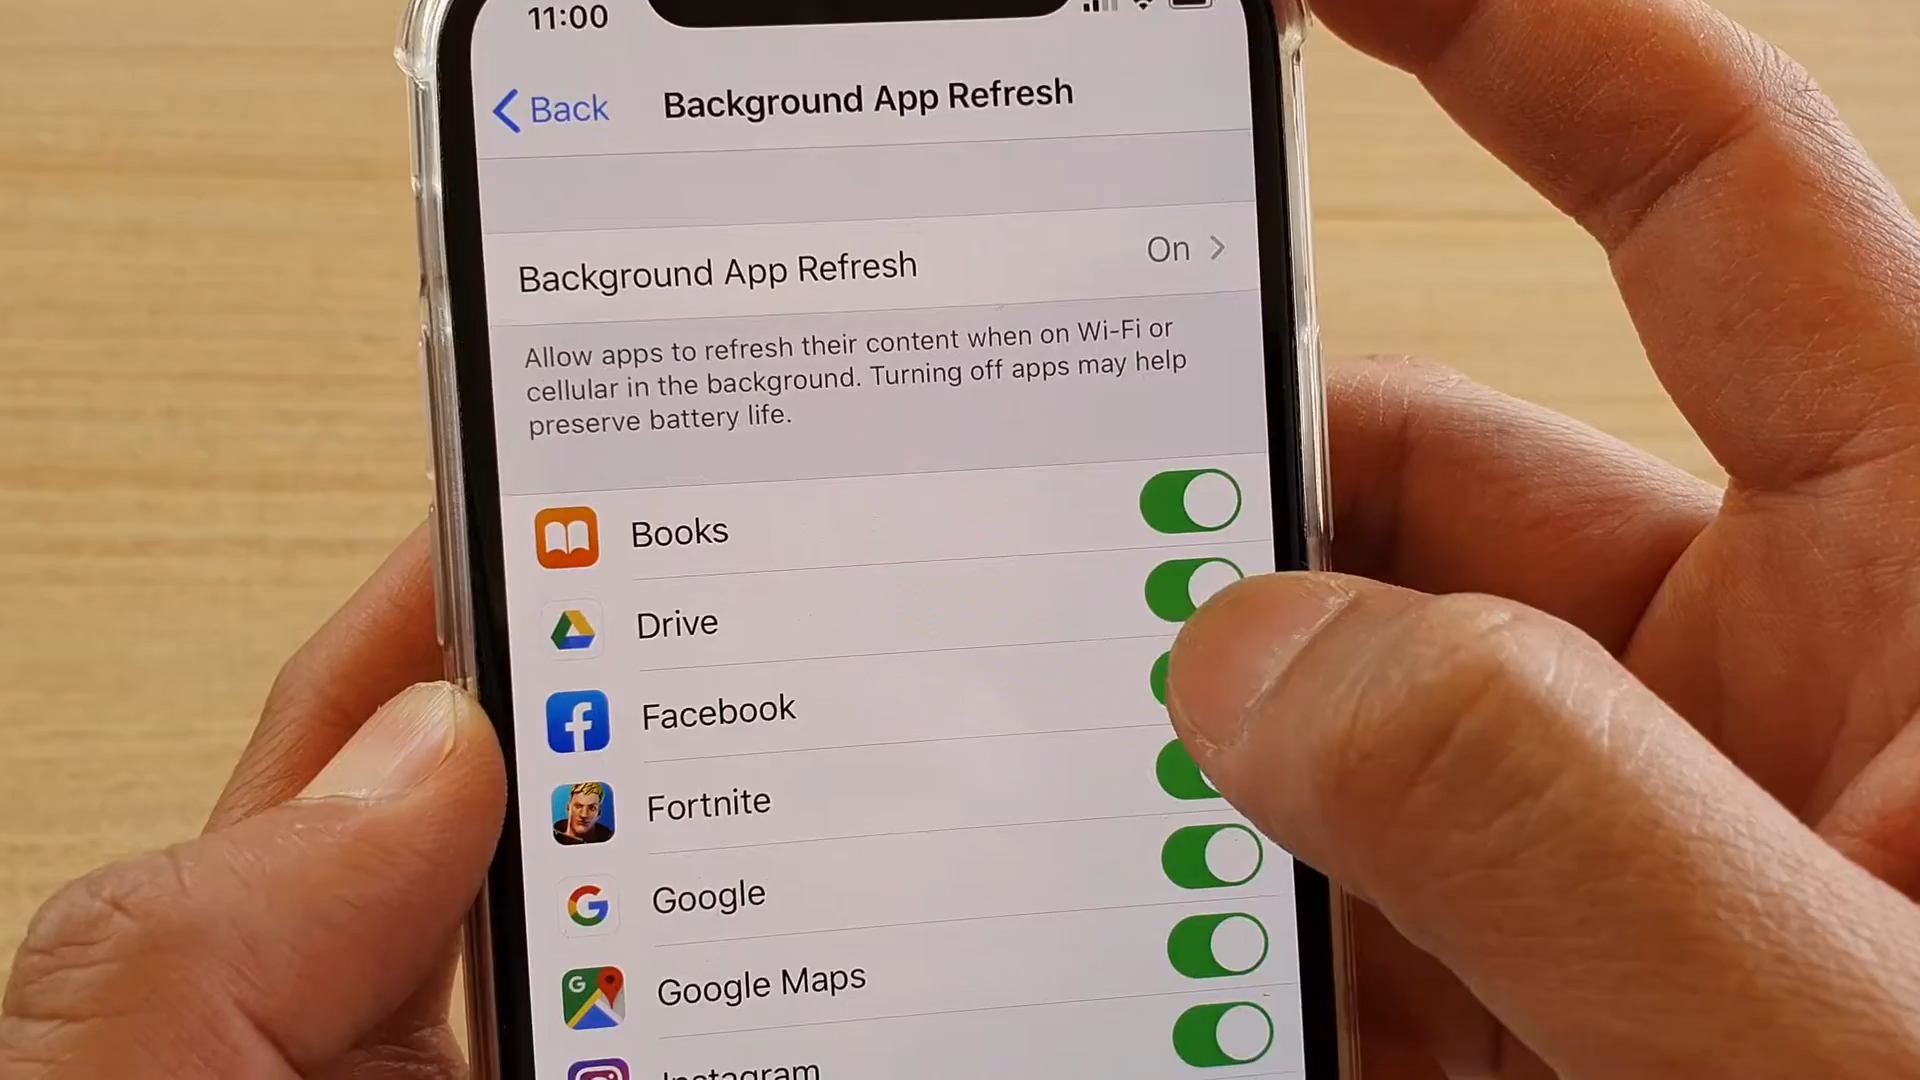 11:00
Back
Background App Refresh
Background App Refresh
On
Allow apps to refresh their content when on Wi-Fi or
cellular in the background. Turning off apps may help
preserve battery life.
Books
Drive
Facebook
Fortnite
Google
Google Maps
Instagram